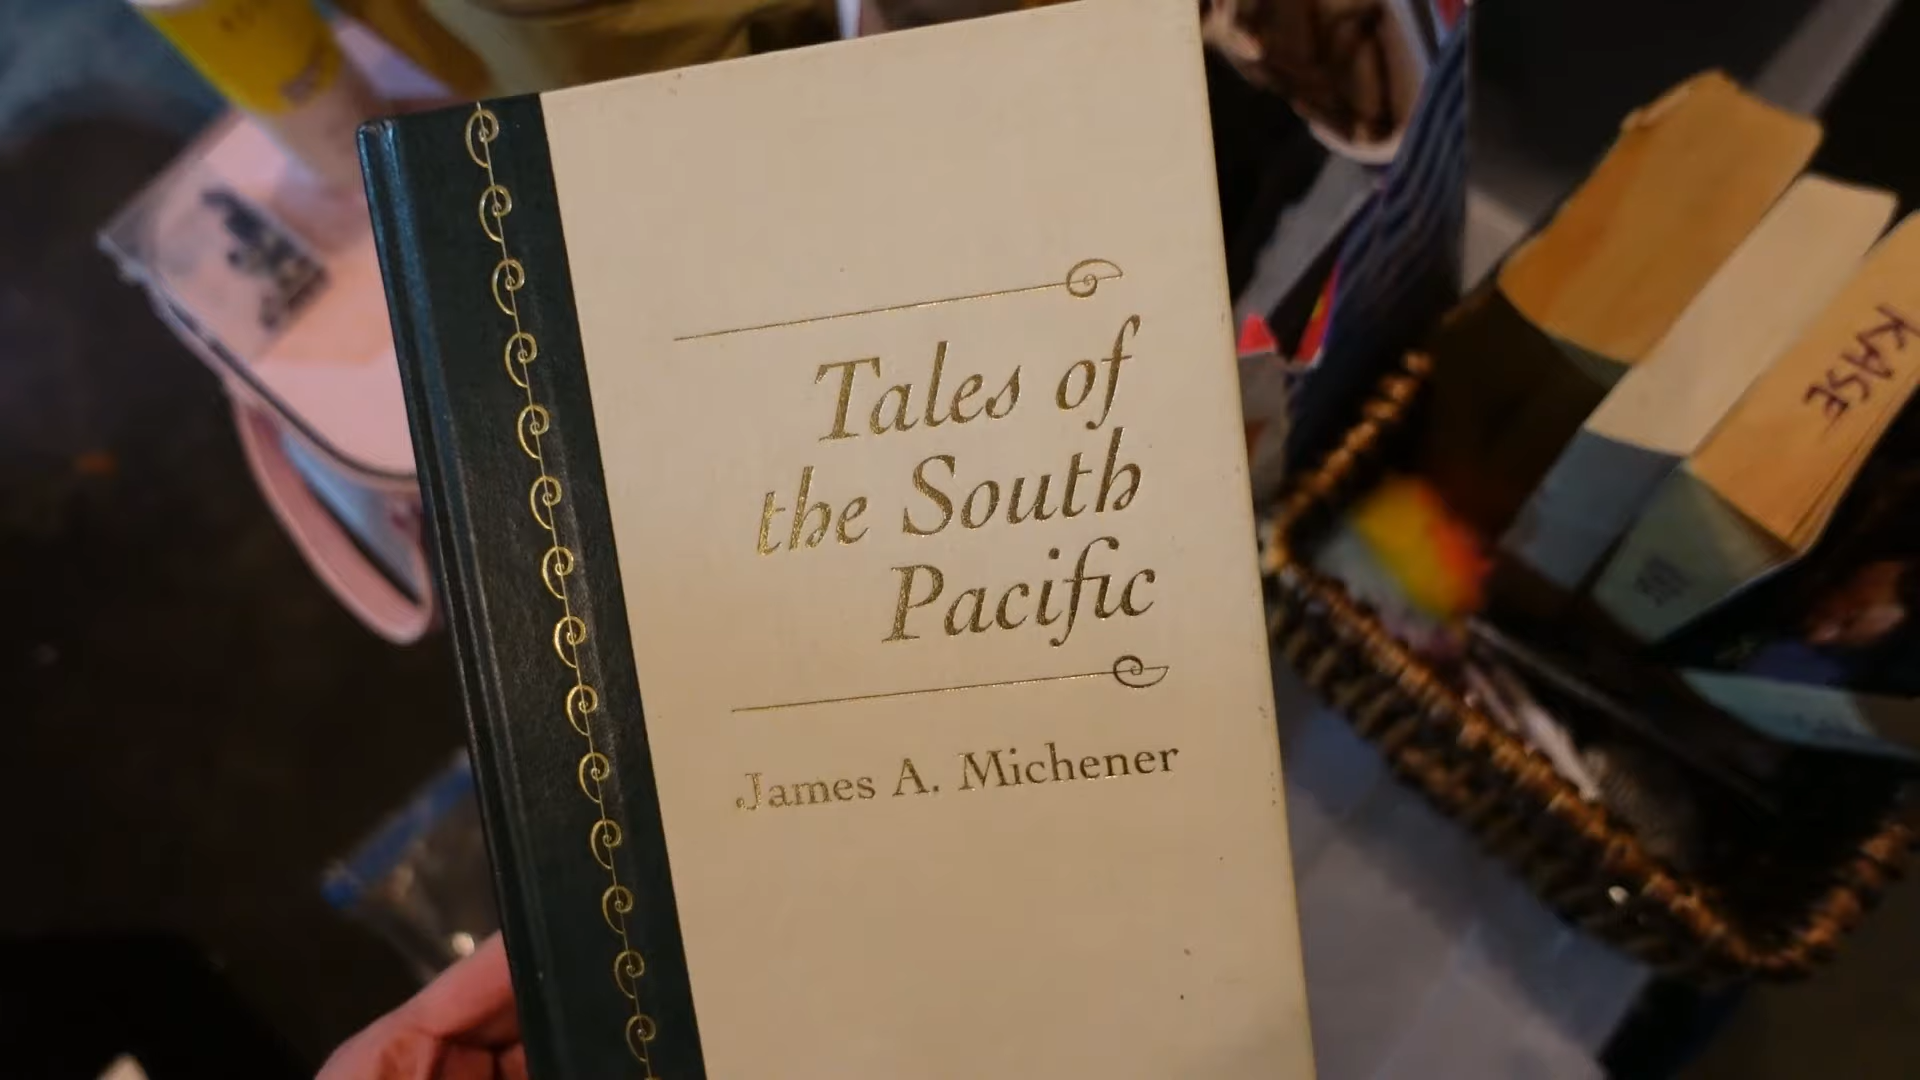 Tales of
the South
Pacific
James A. Michener
KASE